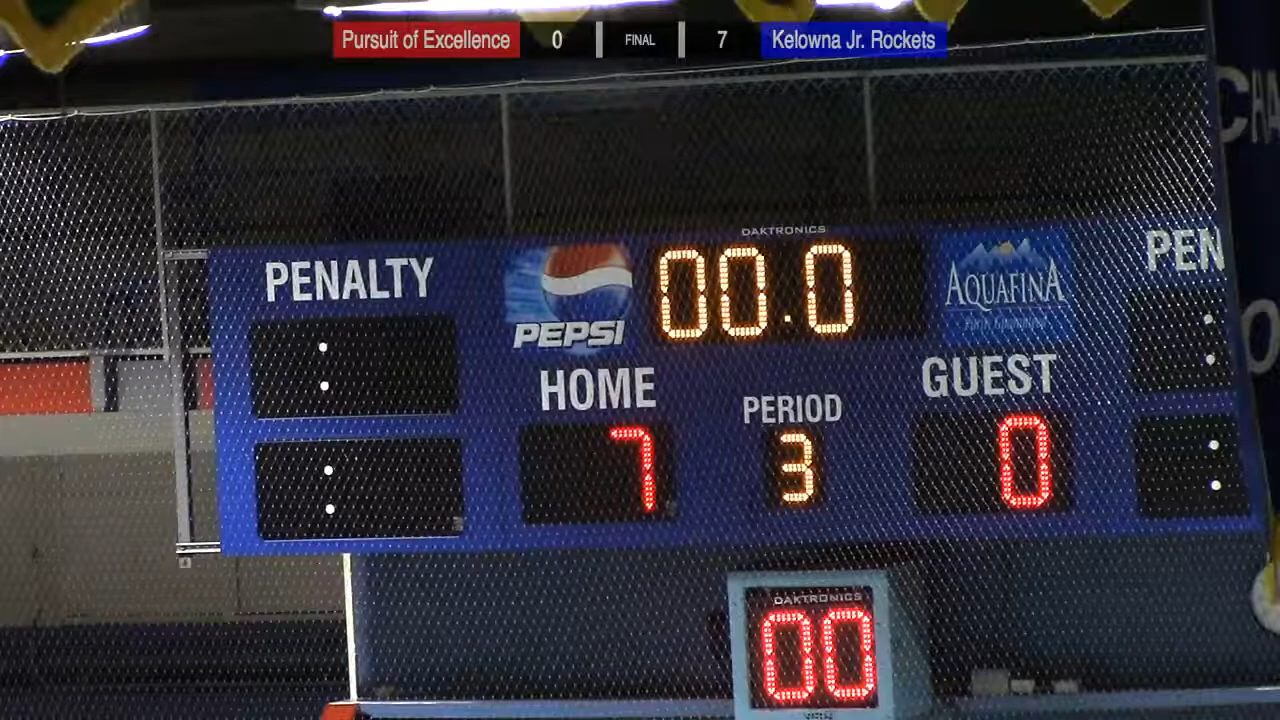 Pursuit of Excellence 0 FINAL 7 Kelowna Jr. Rockets
CHA
DAKTRONICS
PENALTY
PEPSI
00.0
AQUAFINA
PEN
HOME
PERIOD
GUEST
7
3
0
DAKTRONICS
00